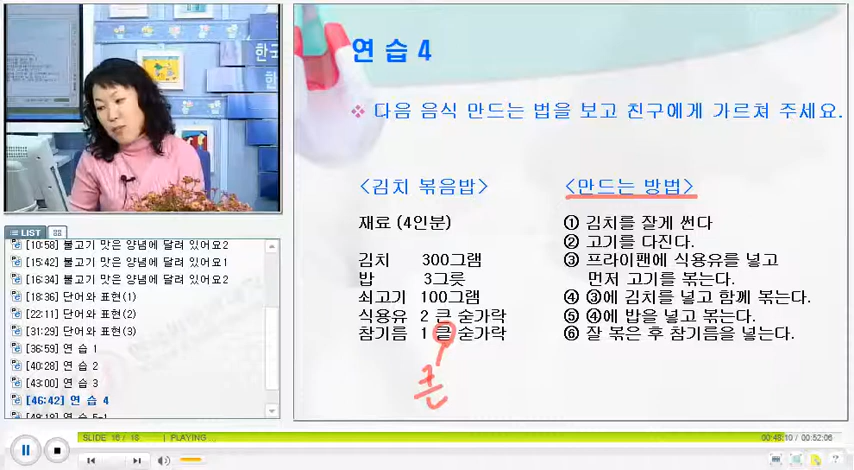 한국
LIST
[10:58] 불고기 맛은 양념에 달려 있어요2
[15:42] 불고기 맛은 양념에 달려 있어요1
[16:34] 불고기 맛은 양념에 달려 있어요2
[18:36] 단어와 표현(1)
[22:11] 단어와 표현(2)
[31:29] 단어와 표현(3)
[36:59] 연 습 1
[40:28] 연 습 2
[43:00] 연 습 3
[46:42] 연 습 4
[48:18] 연 습 5-1
연 습 4
❖ 다음 음식 만드는 법을 보고 친구에게 가르쳐 주세요.
<김치 볶음밥>
재료 (4인분)
김치 300그램
밥 3그릇
쇠고기 100그램
식용유 2 큰 숟가락
참기름 1 큰 숟가락
큰
<만드는 방법>
① 김치를 잘게 썬다
② 고기를 다진다.
③ 프라이팬에 식용유를 넣고
먼저 고기를 볶는다.
④ ③에 김치를 넣고 함께 볶는다.
⑤ ④에 밥을 넣고 볶는다.
⑥ 잘 볶은 후 참기름을 넣는다.
SLIDE 16 / 18 | PLAYING
00:48:10 / 00:52:06